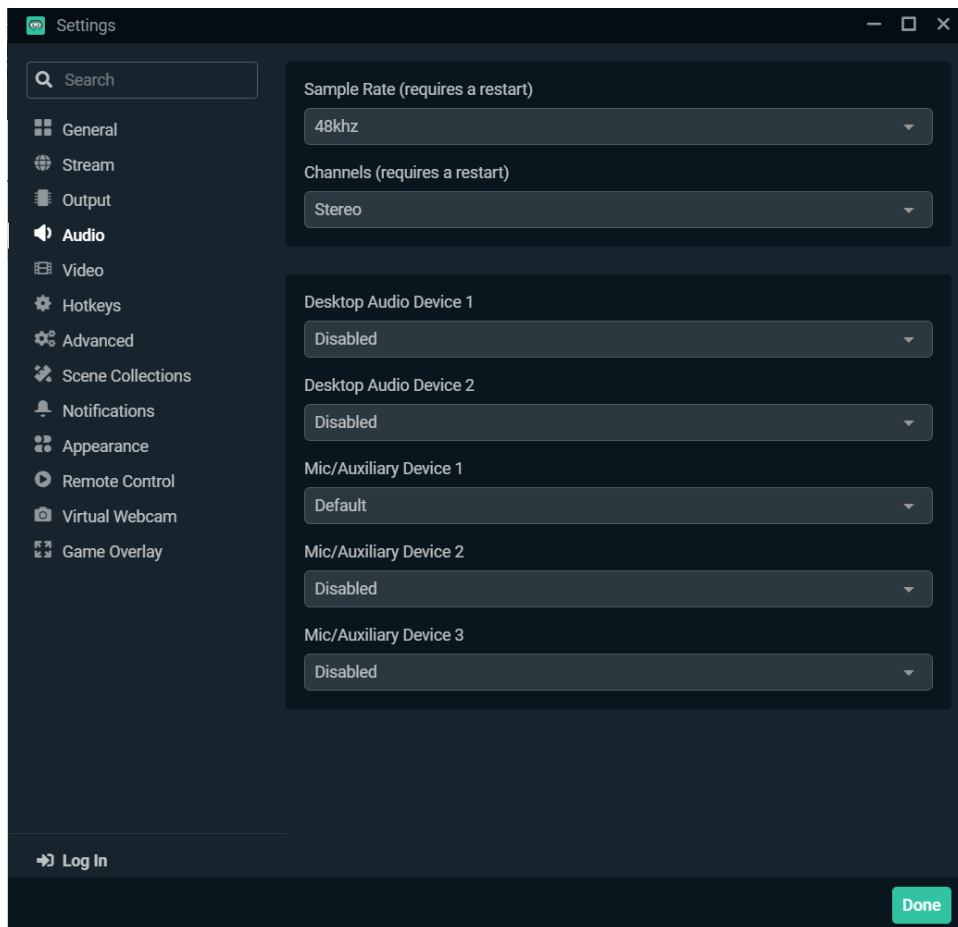 Settings
Search
General
Stream
Output
Audio
Video
Hotkeys
Advanced
Scene Collections
Notifications
Appearance
Remote Control
Virtual Webcam
Game Overlay
Log In
Sample Rate (requires a restart)
48khz
Channels (requires a restart)
Stereo
Desktop Audio Device 1
Disabled
Desktop Audio Device 2
Disabled
Mic/Auxiliary Device 1
Default
Mic/Auxiliary Device 2
Disabled
Mic/Auxiliary Device 3
Disabled
Done